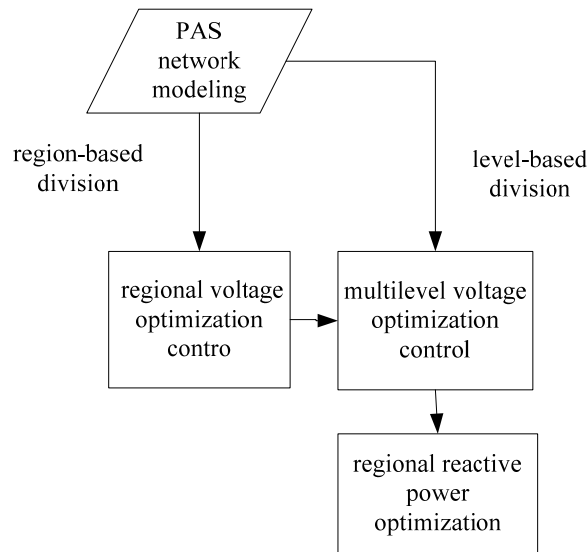 PAS
network
modeling
region-based
division
level-based
division
regional voltage
optimization
contro
multilevel voltage
optimization
control
regional reactive
power
optimization